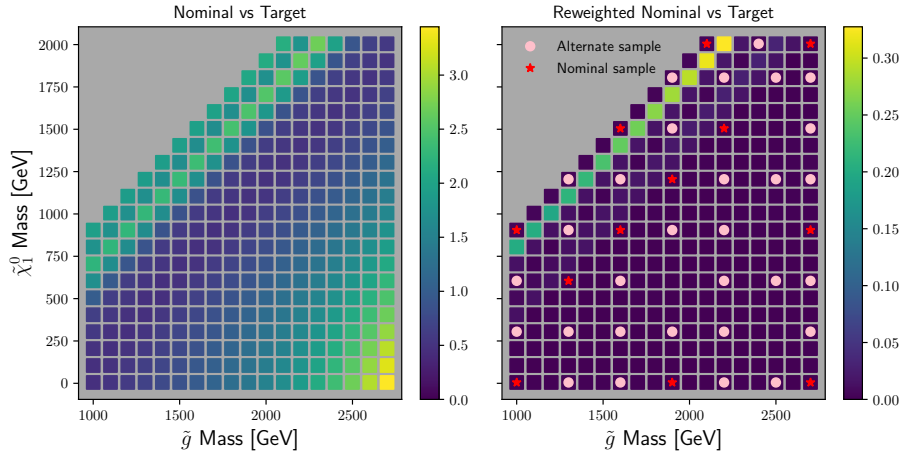 Nominal vs Target
2000
1750
1500
1250
1000
750
500
250
0
χ̃₁⁰ Mass [GeV]
1000 1500 2000 2500
g̃ Mass [GeV]
3.0
2.5
2.0
1.5
1.0
0.5
0.0
Reweighted Nominal vs Target
Alternate sample
Nominal sample
1000 1500 2000 2500
g̃ Mass [GeV]
0.30
0.25
0.20
0.15
0.10
0.05
0.00